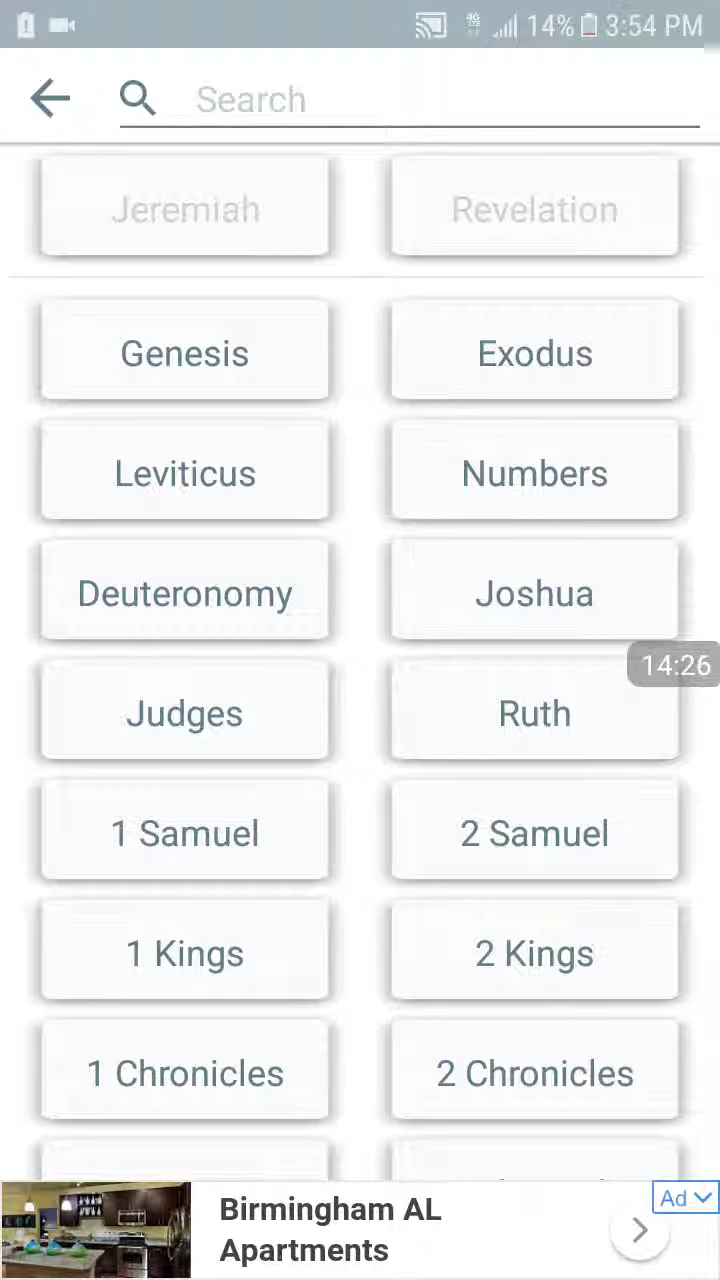 14% 3:54 PM
Search
Jeremiah Revelation
Genesis Exodus
Leviticus Numbers
Deuteronomy Joshua
14:26
Judges Ruth
1 Samuel 2 Samuel
1 Kings 2 Kings
1 Chronicles 2 Chronicles
Ad
Birmingham AL
Apartments